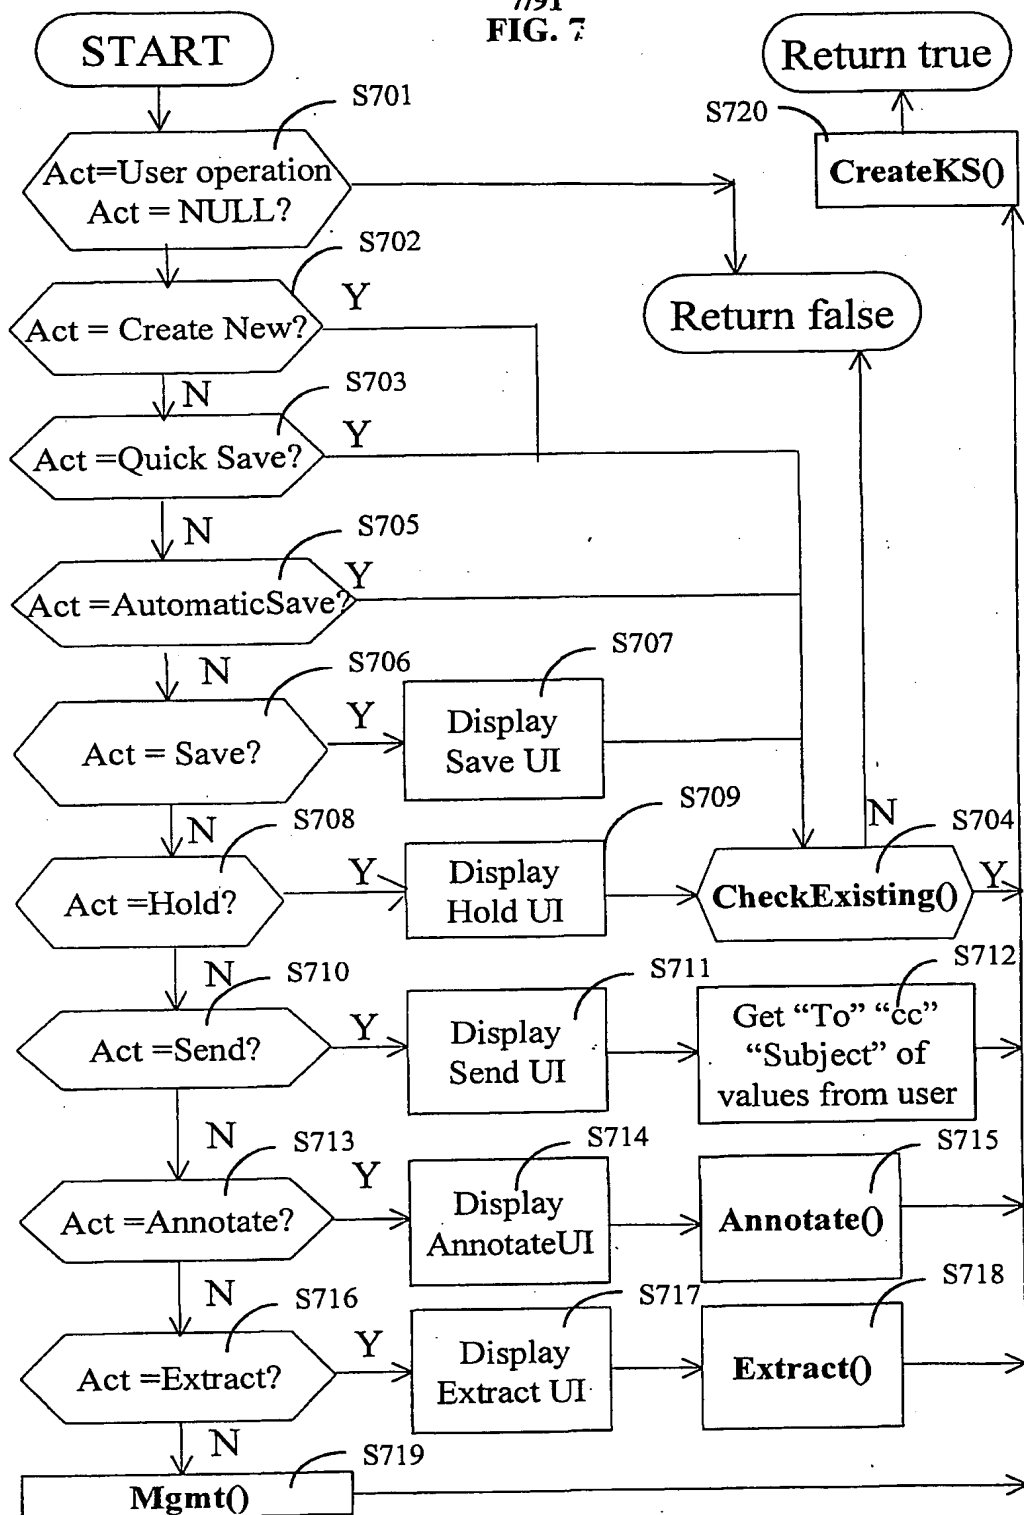 7/91
FIG. 7
START
Return true
S701
S720
CreateKS()
Act=User operation
Act = NULL?
S702
Act = Create New?
Y
Return false
N
S703
Act =Quick Save?
Y
N
S705
Act =AutomaticSave?
Y
N
S706
S707
Act = Save?
Y
Display
Save UI
N
S708
S709
N
S704
Act =Hold?
Y
Display
Hold UI
CheckExisting()
Y
N
S710
S711
S712
Act =Send?
Y
Display
Send UI
Get “To” “cc”
“Subject” of
values from user
N
S713
S714
S715
Act =Annotate?
Y
Display
AnnotateUI
Annotate()
N
S716
S717
S718
Act =Extract?
Y
Display
Extract UI
Extract()
N
S719
Mgmt()